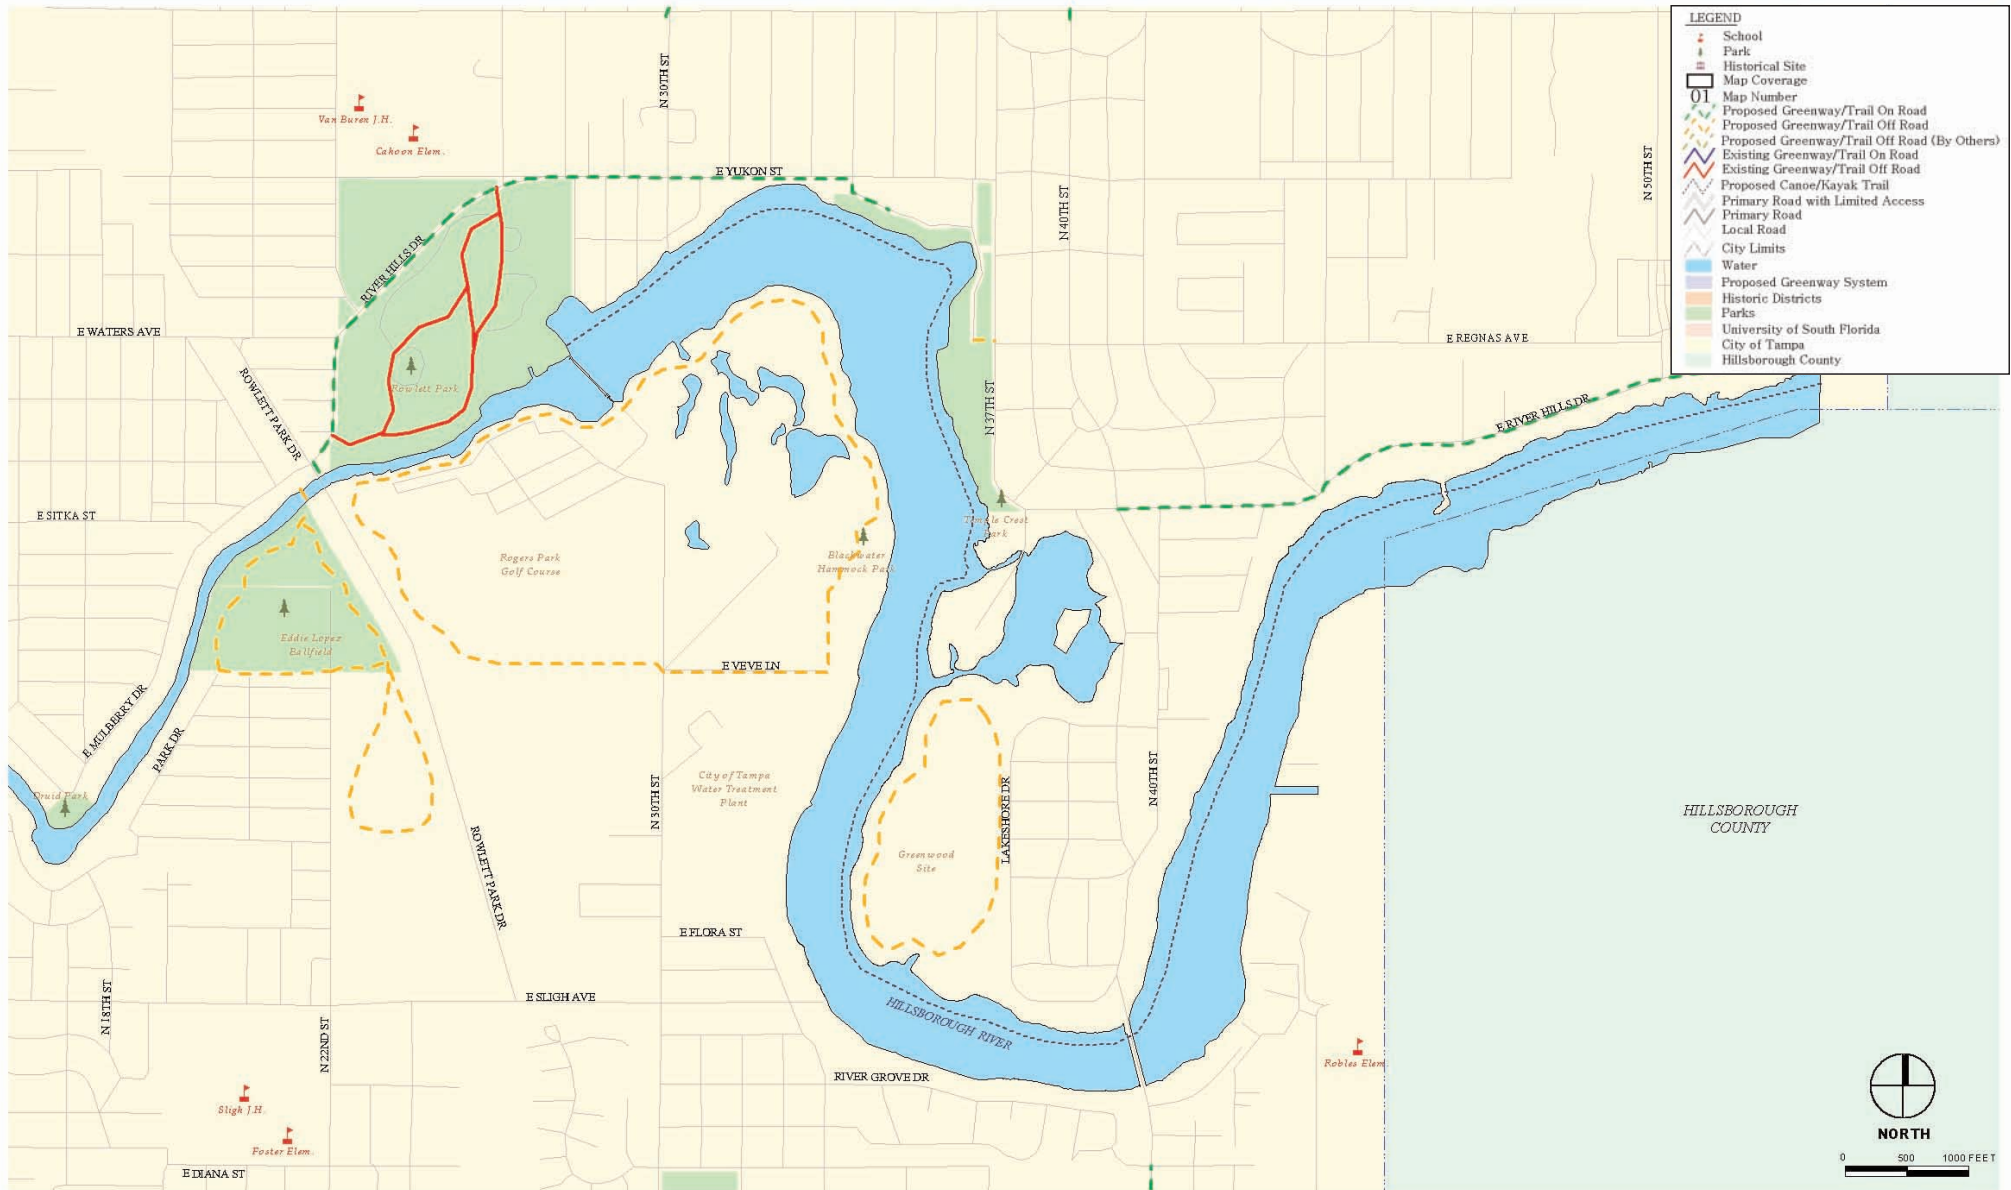 LEGEND
School
Park
Historical Site
Map Coverage
01 Map Number
Proposed Greenway/Trail On Road
Proposed Greenway/Trail Off Road
Proposed Greenway/Trail Off Road (By Others)
Existing Greenway/Trail On Road
Existing Greenway/Trail Off Road
Proposed Canoe/Kayak Trail
Primary Road with Limited Access
Primary Road
Local Road
City Limits
Water
Proposed Greenway System
Historic Districts
Parks
University of South Florida
City of Tampa
Hillsborough County
N 30TH ST
Van Buren J.H.
Cahoon Elem.
E YUKON ST
N 40TH ST
N 50TH ST
RIVER HILLS DR
E WATERS AVE
E REGNAS AVE
ROWLETT PARK DR
Rowlett Park
N 37TH ST
E RIVER HILLS DR
E SITKA ST
Temple Crest
Park
Rogers Park
Golf Course
Blackwater
Hammock Park
Eddie Lopez
Ballfield
E VEVE LN
E MULBERRY DR
PARK DR
Druid Park
City of Tampa
Water Treatment
Plant
N 30TH ST
LAKESHORE DR
N 40TH ST
HILLSBOROUGH
COUNTY
ROWLETT PARK DR
Greenwood
Site
E FLORA ST
E SLIGH AVE
HILLSBOROUGH RIVER
N 18TH ST
N 22ND ST
RIVER GROVE DR
Robles Elem.
Sligh J.H.
Foster Elem.
E DIANA ST
NORTH
0 500 1000 FEET